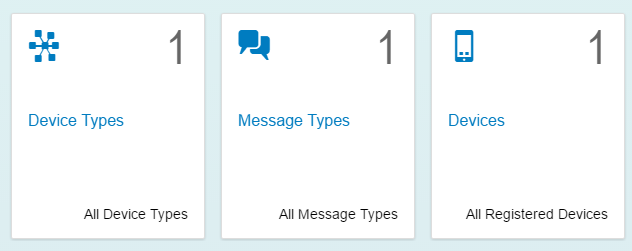 1
Device Types
All Device Types
1
Message Types
All Message Types
1
Devices
All Registered Devices